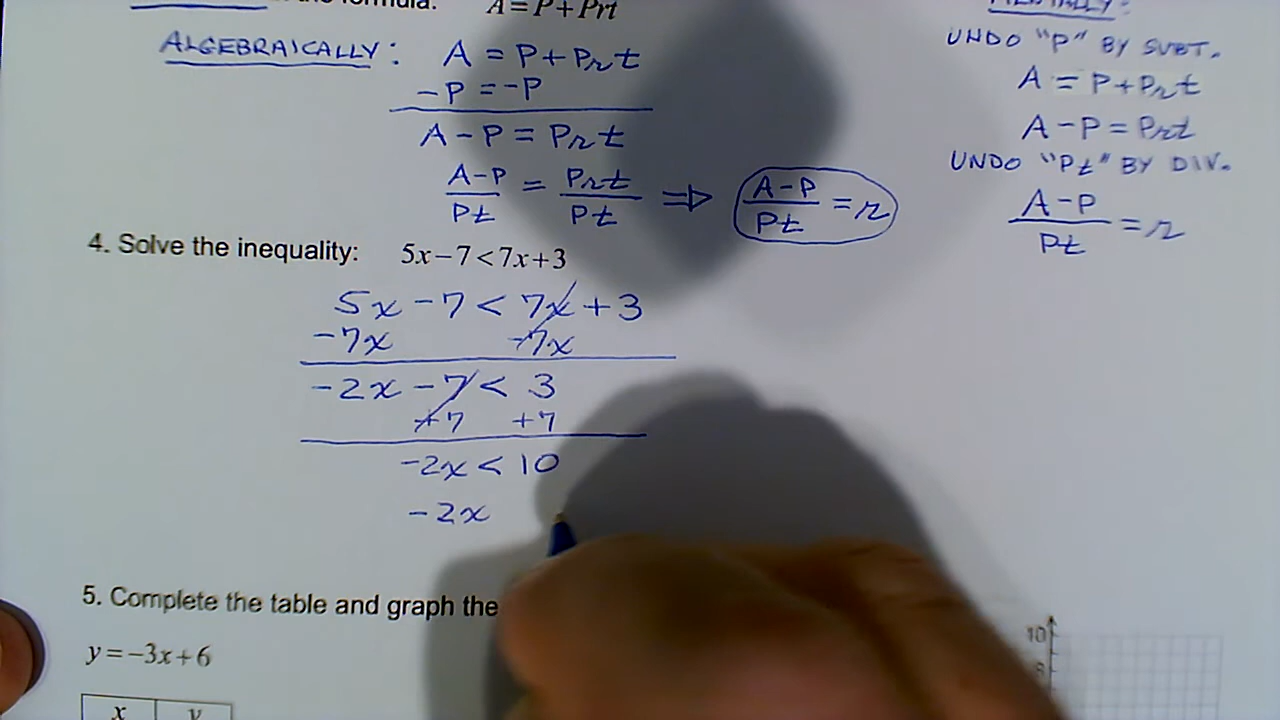 formula: A=P+Prt
ALGEBRAICALLY: A = P+Prt
-P = -P
A-P = Prt
A-P/Pt = Prt/Pt ⇒ A-P/Pt = r
UNDO "P" BY SUBT.
A = P+Prt
A-P = Prt
UNDO "Pt" BY DIV.
A-P/Pt = r
4. Solve the inequality: 5x-7<7x+3
5x-7 < 7x+3
-7x -7x
-2x-7 < 3
+7 +7
-2x < 10
-2x
5. Complete the table and graph the
y=-3x+6
x y
10
8